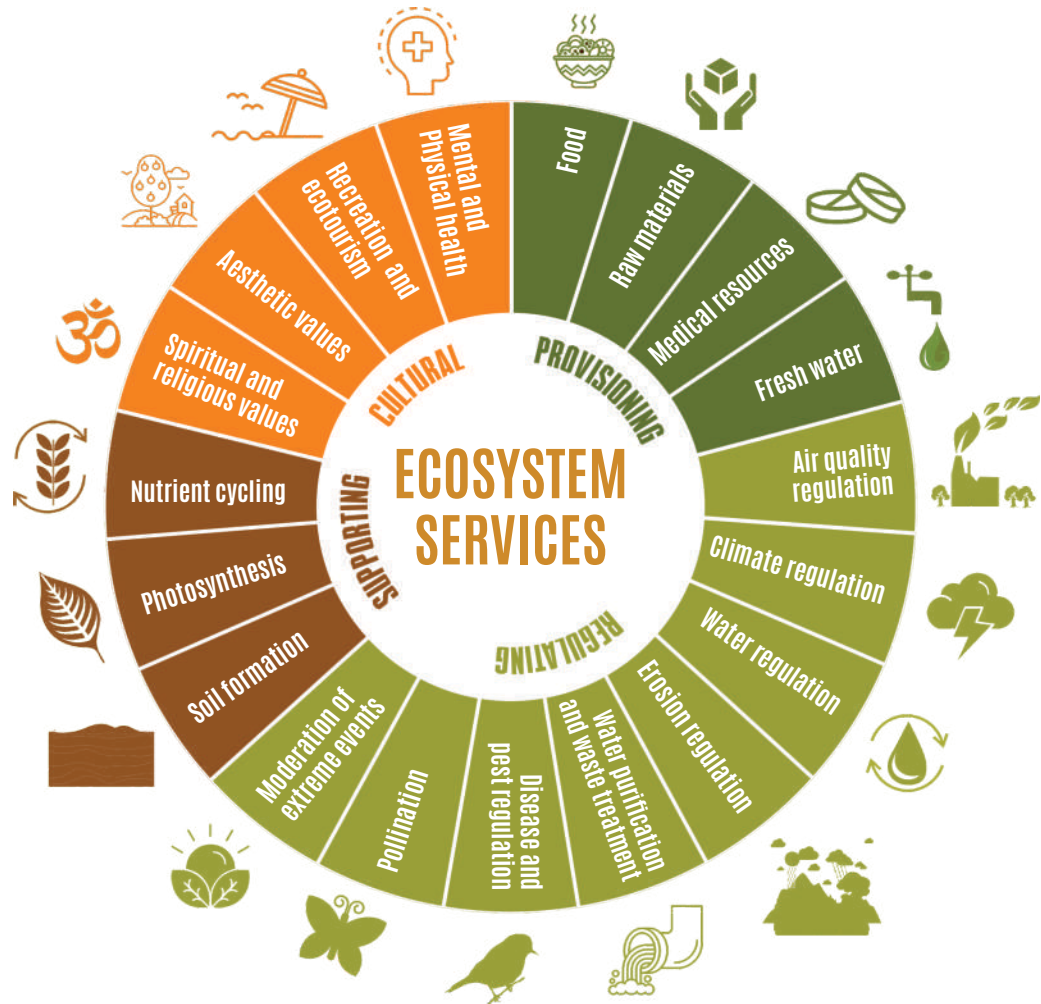 ECOSYSTEM
SERVICES
PROVISIONING
Food
Raw materials
Medical resources
Fresh water
REGULATING
Air quality
regulation
Climate regulation
Water regulation
Erosion regulation
Water purification
and waste treatment
Disease and
pest regulation
Pollination
Moderation of
extreme events
SUPPORTING
Soil formation
Photosynthesis
Nutrient cycling
CULTURAL
Spiritual and
religious values
Aesthetic values
Recreation and
ecotourism
Mental and
Physical health
ॐ